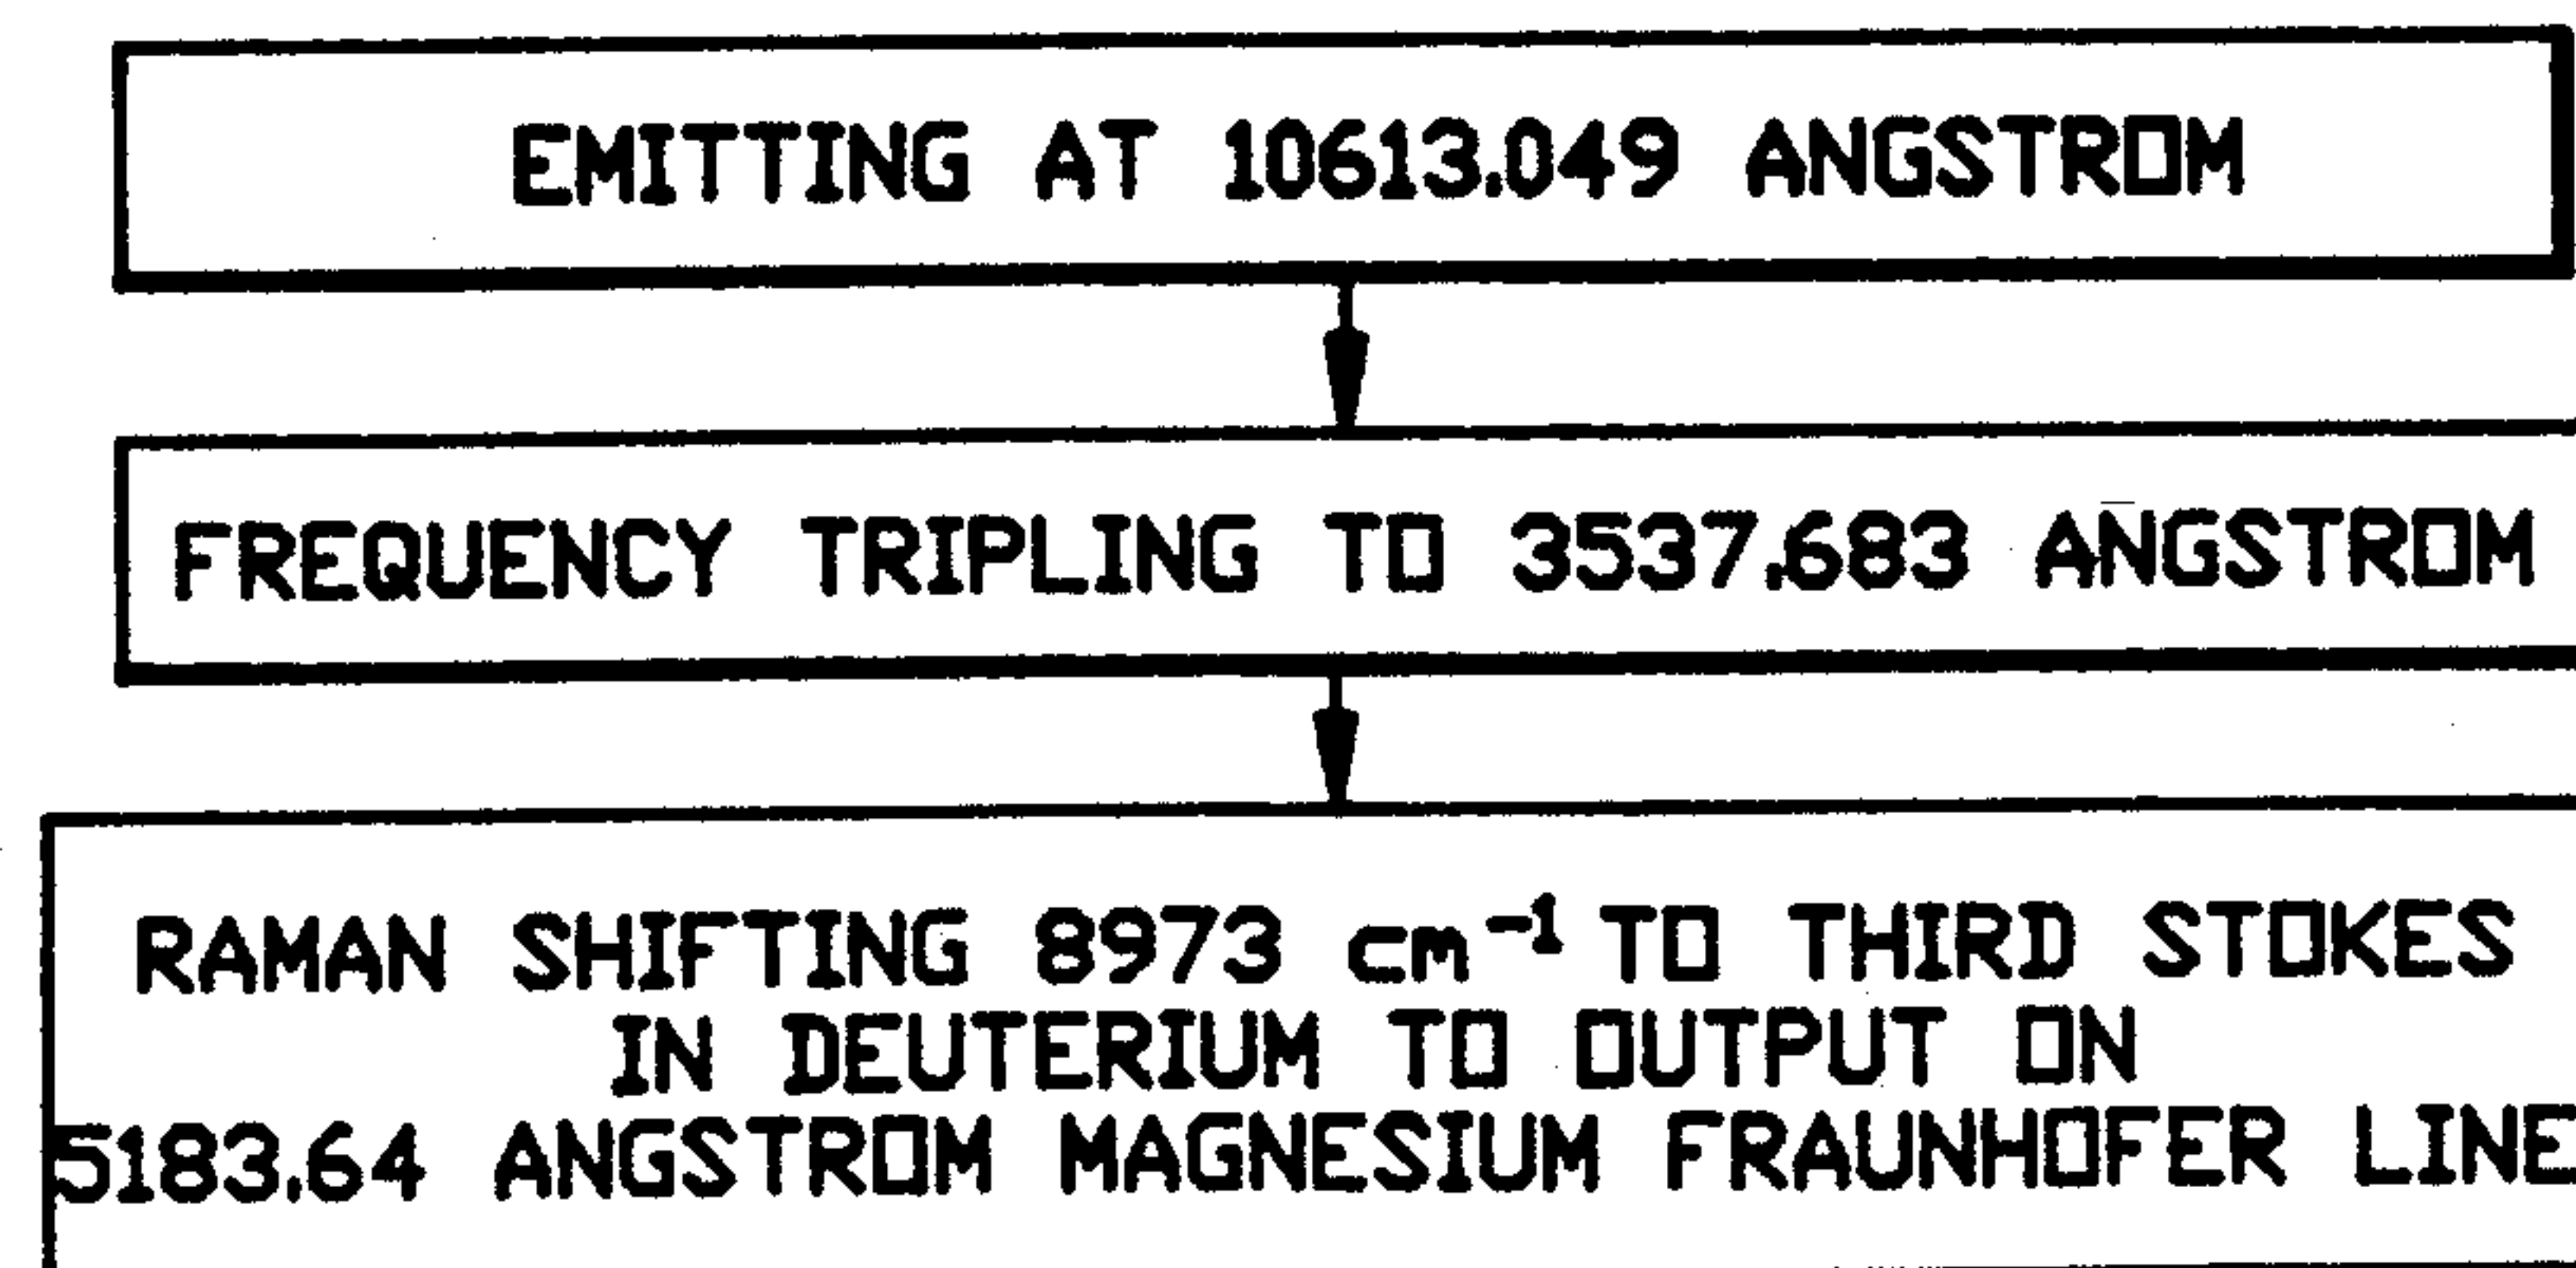 EMITTING AT 10613.049 ANGSTROM
FREQUENCY TRIPLING TO 3537.683 ANGSTROM
RAMAN SHIFTING 8973 cm⁻¹ TO THIRD STOKES
IN DEUTERIUM TO OUTPUT ON
5183.64 ANGSTROM MAGNESIUM FRAUNHOFER LINE